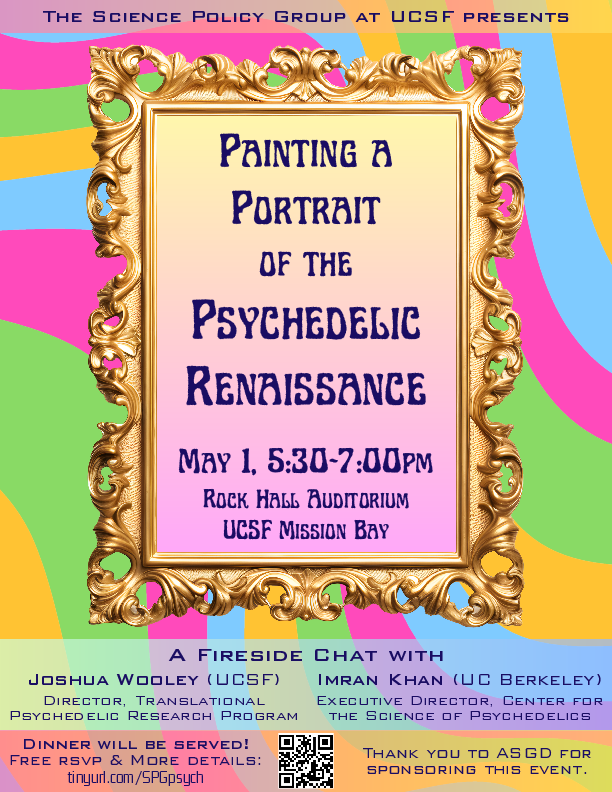 The Science Policy Group at UCSF presents
Painting a
Portrait
of the
Psychedelic
Renaissance
May 1, 5:30-7:00pm
Rock Hall Auditorium
UCSF Mission Bay
A Fireside Chat with
Joshua Wooley (UCSF)
Director, Translational
Psychedelic Research Program
Imran Khan (UC Berkeley)
Executive Director, Center for
the Science of Psychedelics
Dinner will be served!
Free rsvp & More details:
tinyurl.com/SPGpsych
Thank you to ASGD for
sponsoring this event.